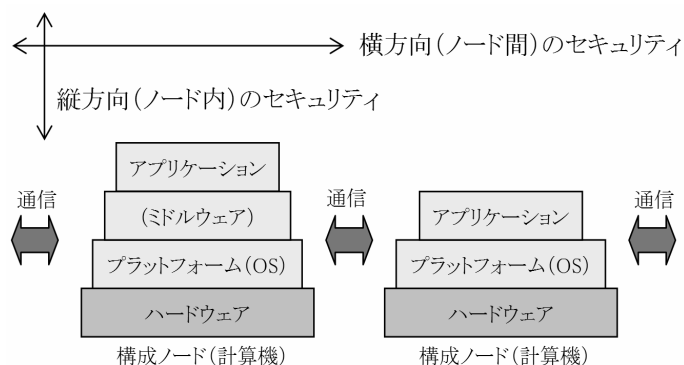 横方向(ノード間)のセキュリティ
縦方向(ノード内)のセキュリティ
アプリケーション
通信
(ミドルウェア)
通信
アプリケーション
通信
プラットフォーム(OS)
プラットフォーム(OS)
ハードウェア
ハードウェア
構成ノード(計算機)
構成ノード(計算機)